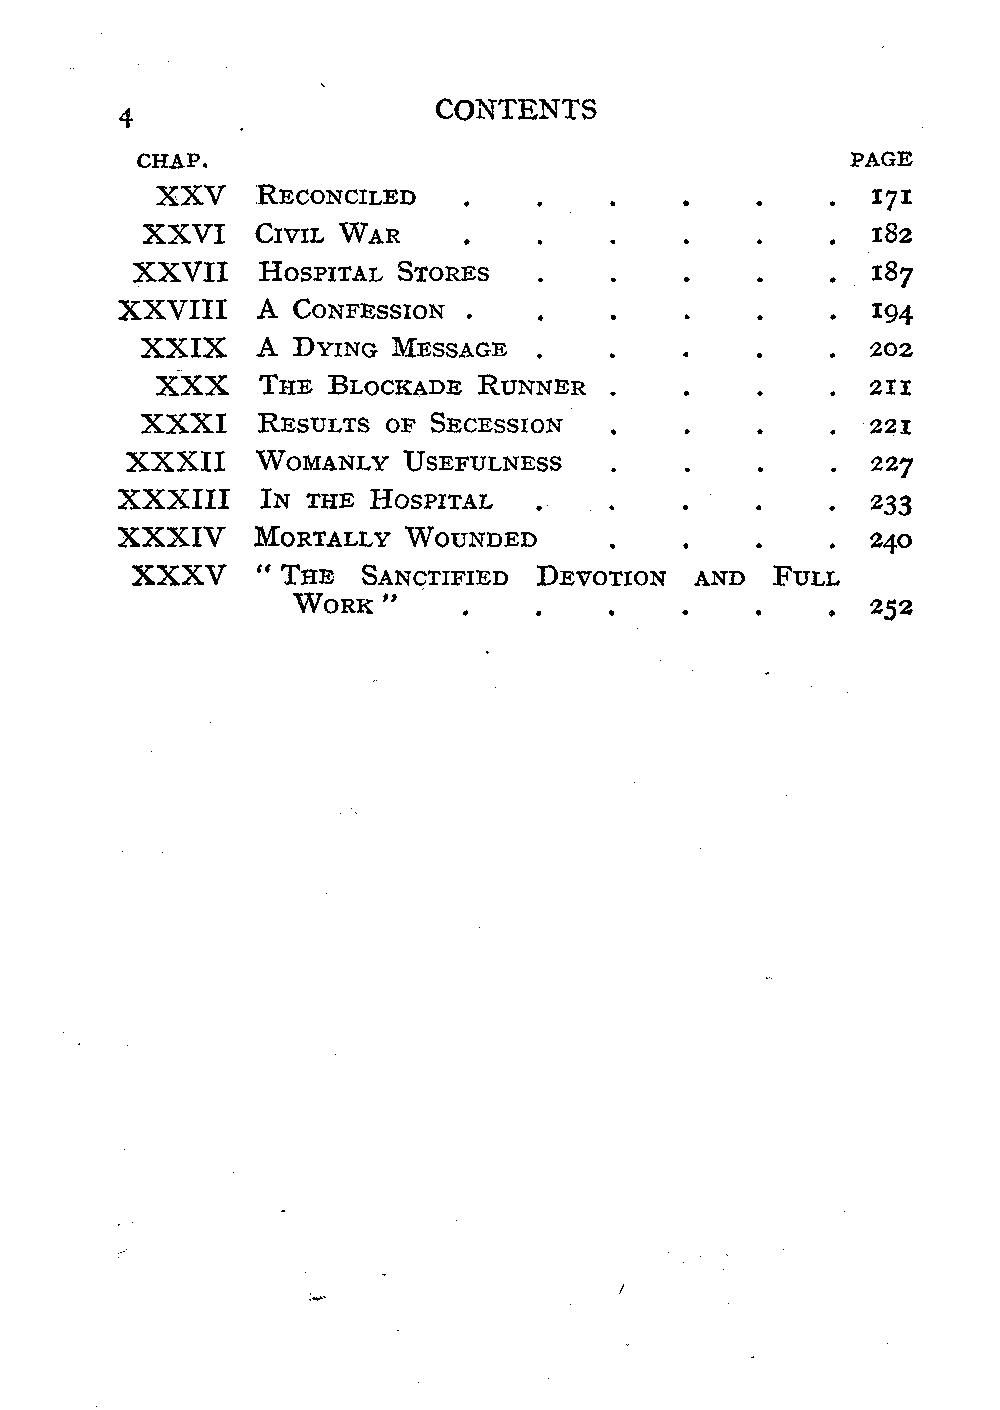 4 CONTENTS
CHAP. PAGE
XXV RECONCILED . . . . . . 171
XXVI CIVIL WAR . . . . . . 182
XXVII HOSPITAL STORES . . . . . 187
XXVIII A CONFESSION . . . . . . 194
XXIX A DYING MESSAGE . . . . . 202
XXX THE BLOCKADE RUNNER . . . . 211
XXXI RESULTS OF SECESSION . . . . 221
XXXII WOMANLY USEFULNESS . . . . 227
XXXIII IN THE HOSPITAL . . . . . 233
XXXIV MORTALLY WOUNDED . . . . 240
XXXV "THE SANCTIFIED DEVOTION AND FULL
WORK" . . . . . . 252